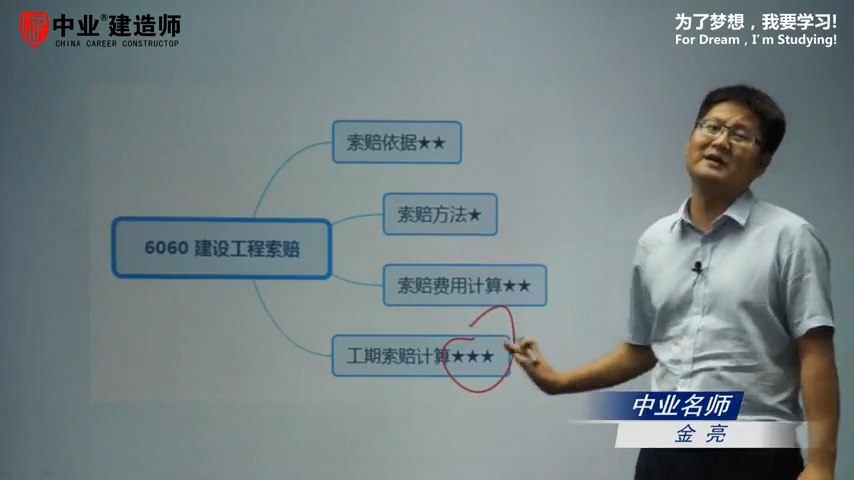 中业®建造师
CHINA CAREER CONSTRUCTOP
为了梦想，我要学习！
For Dream，I'm Studying!
索赔依据★★
索赔方法★
6060 建设工程索赔
索赔费用计算★★
工期索赔计算★★★
中业名师
金亮